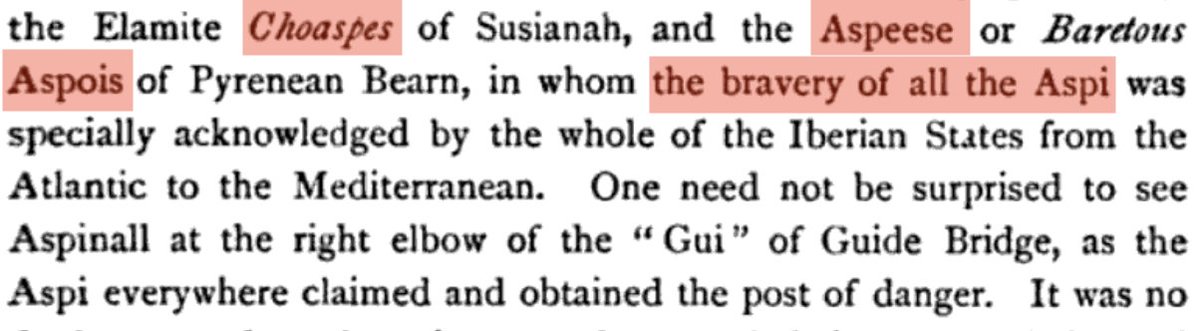 the Elamite Choaspes of Susianah, and the Aspeese or Baretous
Aspois of Pyrenean Bearn, in whom the bravery of all the Aspi was
specially acknowledged by the whole of the Iberian States from the
Atlantic to the Mediterranean. One need not be surprised to see
Aspinall at the right elbow of the “Gui” of Guide Bridge, as the
Aspi everywhere claimed and obtained the post of danger. It was no